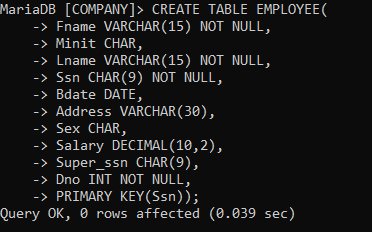 MariaDB [COMPANY]> CREATE TABLE EMPLOYEE(
-> Fname VARCHAR(15) NOT NULL,
-> Minit CHAR,
-> Lname VARCHAR(15) NOT NULL,
-> Ssn CHAR(9) NOT NULL,
-> Bdate DATE,
-> Address VARCHAR(30),
-> Sex CHAR,
-> Salary DECIMAL(10,2),
-> Super_ssn CHAR(9),
-> Dno INT NOT NULL,
-> PRIMARY KEY(Ssn));
Query OK, 0 rows affected (0.039 sec)